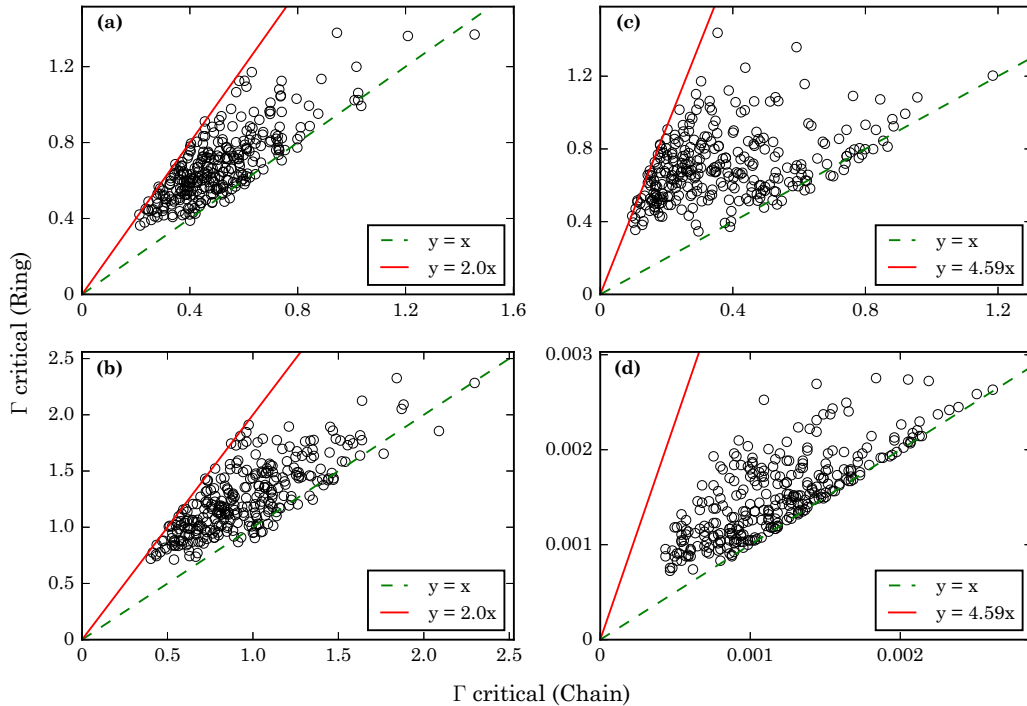 (a)
1.2
0.8
0.4
0
0
0.4
0.8
1.2
1.6
y = x
y = 2.0x
(c)
1.2
0.8
0.4
0
0
0.4
0.8
1.2
y = x
y = 4.59x
Γ critical (Ring)
(b)
2.5
2.0
1.5
1.0
0.5
0
0
0.5
1.0
1.5
2.0
2.5
y = x
y = 2.0x
(d)
0.003
0.002
0.001
0
0
0.001
0.002
y = x
y = 4.59x
Γ critical (Chain)